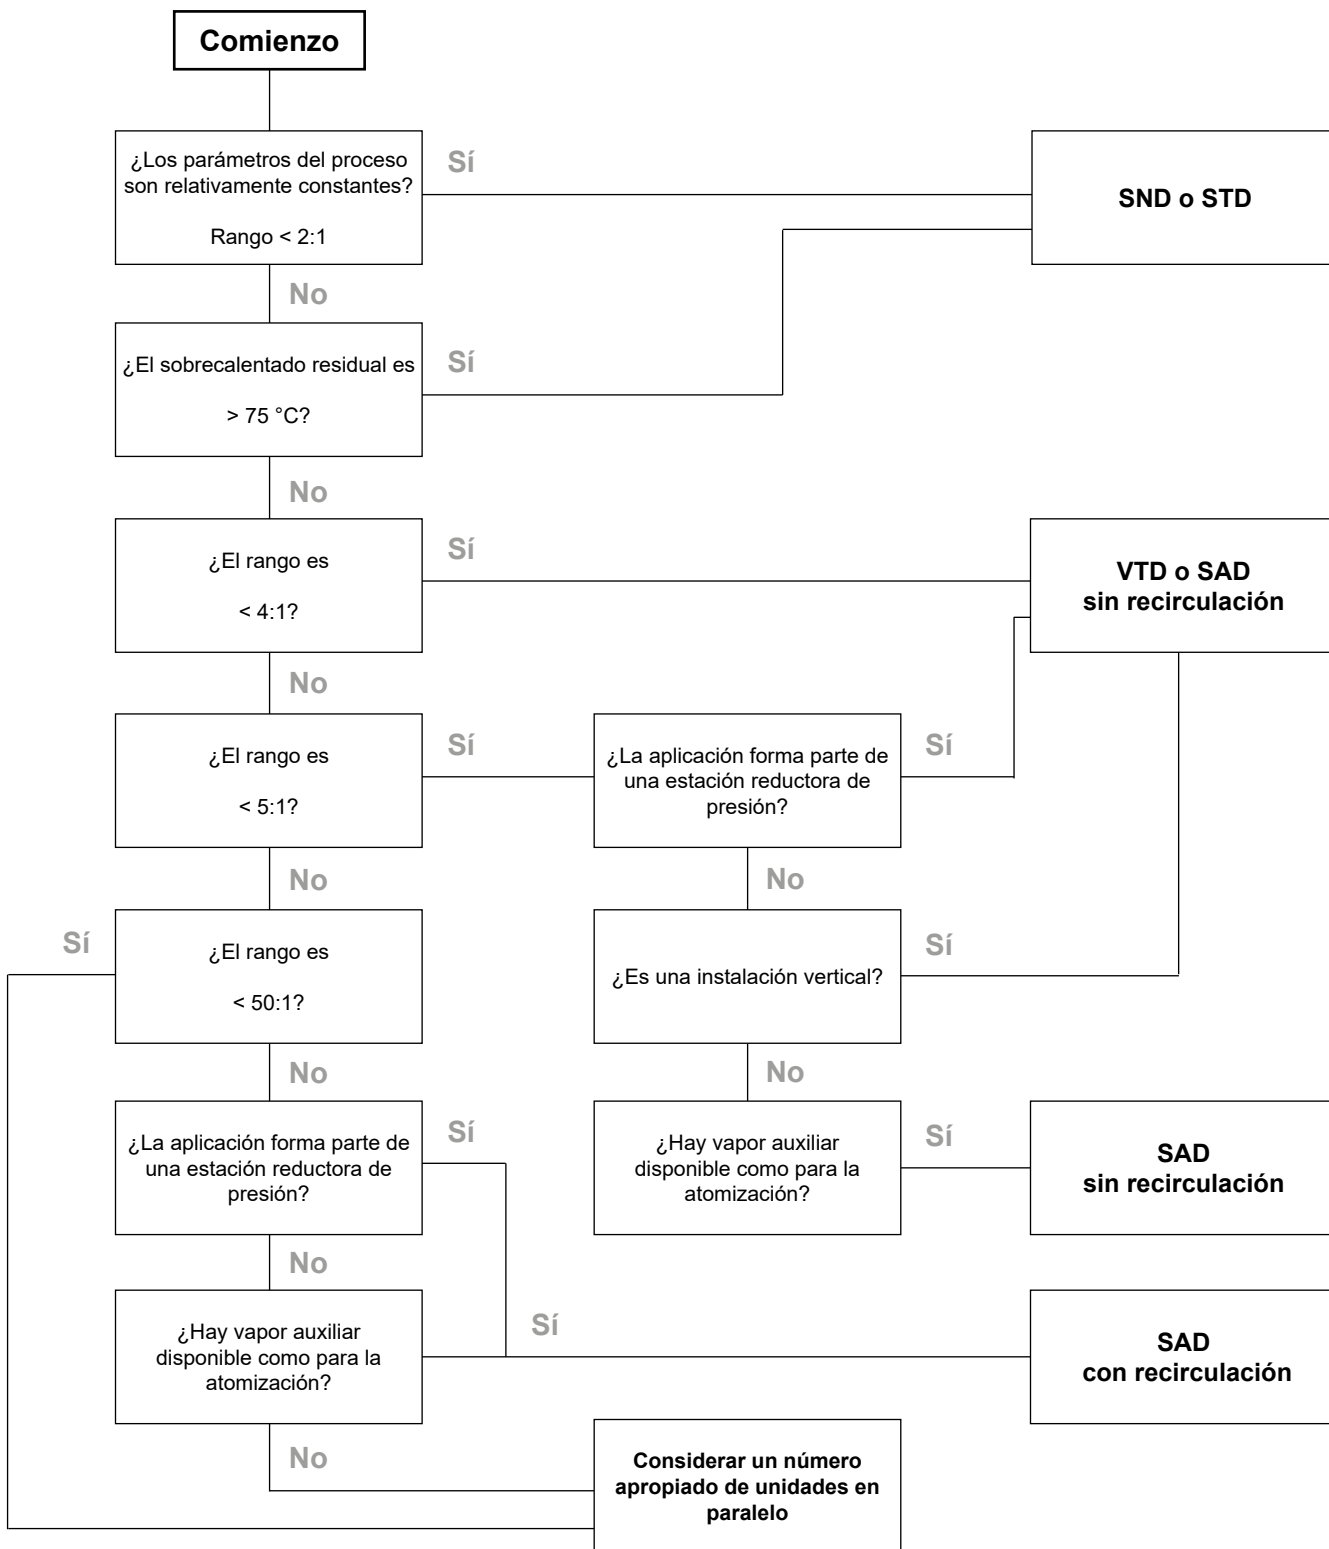 Comienzo
¿Los parámetros del proceso
son relativamente constantes?
Rango < 2:1
Sí
SND o STD
No
¿El sobrecalentado residual es
> 75 °C?
Sí
No
¿El rango es
< 4:1?
Sí
VTD o SAD
sin recirculación
No
¿El rango es
< 5:1?
Sí
¿La aplicación forma parte de
una estación reductora de
presión?
Sí
No
No
Sí
¿El rango es
< 50:1?
¿Es una instalación vertical?
Sí
No
No
¿La aplicación forma parte de
una estación reductora de
presión?
Sí
¿Hay vapor auxiliar
disponible como para la
atomización?
Sí
SAD
sin recirculación
No
¿Hay vapor auxiliar
disponible como para la
atomización?
Sí
SAD
con recirculación
No
Considerar un número
apropiado de unidades en
paralelo